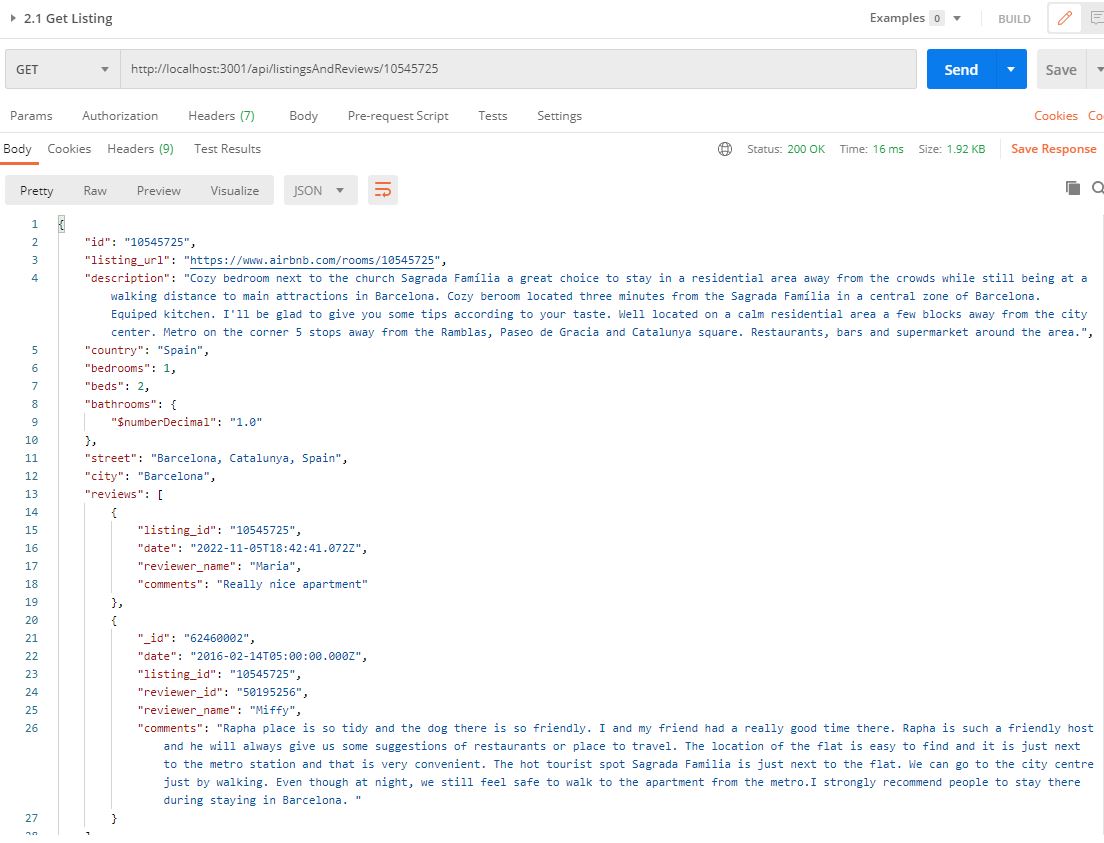 2.1 Get Listing
Examples 0
BUILD
GET
http://localhost:3001/api/listingsAndReviews/10545725
Send
Save
Params Authorization Headers (7) Body Pre-request Script Tests Settings
Cookies Co
Body Cookies Headers (9) Test Results
Status: 200 OK Time: 16 ms Size: 1.92 KB Save Response
Pretty Raw Preview Visualize JSON
1 {
2 "id": "10545725",
3 "listing_url": "https://www.airbnb.com/rooms/10545725",
4 "description": "Cozy bedroom next to the church Sagrada Família a great choice to stay in a residential area away from the crowds while still being at a
walking distance to main attractions in Barcelona. Cozy beroom located three minutes from the Sagrada Família in a central zone of Barcelona.
Equiped kitchen. I'll be glad to give you some tips according to your taste. Well located on a calm residential area a few blocks away from the city
center. Metro on the corner 5 stops away from the Ramblas, Paseo de Gracia and Catalunya square. Restaurants, bars and supermarket around the area.",
5 "country": "Spain",
6 "bedrooms": 1,
7 "beds": 2,
8 "bathrooms": {
9 "$numberDecimal": "1.0"
10 },
11 "street": "Barcelona, Catalunya, Spain",
12 "city": "Barcelona",
13 "reviews": [
14 {
15 "listing_id": "10545725",
16 "date": "2022-11-05T18:42:41.072Z",
17 "reviewer_name": "Maria",
18 "comments": "Really nice apartment"
19 },
20 {
21 "_id": "62460002",
22 "date": "2016-02-14T05:00:00.000Z",
23 "listing_id": "10545725",
24 "reviewer_id": "50195256",
25 "reviewer_name": "Miffy",
26 "comments": "Rapha place is so tidy and the dog there is so friendly. I and my friend had a really good time there. Rapha is such a friendly host
and he will always give us some suggestions of restaurants or place to travel. The location of the flat is easy to find and it is just next
to the metro station and that is very convenient. The hot tourist spot Sagrada Familia is just next to the flat. We can go to the city centre
just by walking. Even though at night, we still feel safe to walk to the apartment from the metro.I strongly recommend people to stay there
during staying in Barcelona. "
27 }